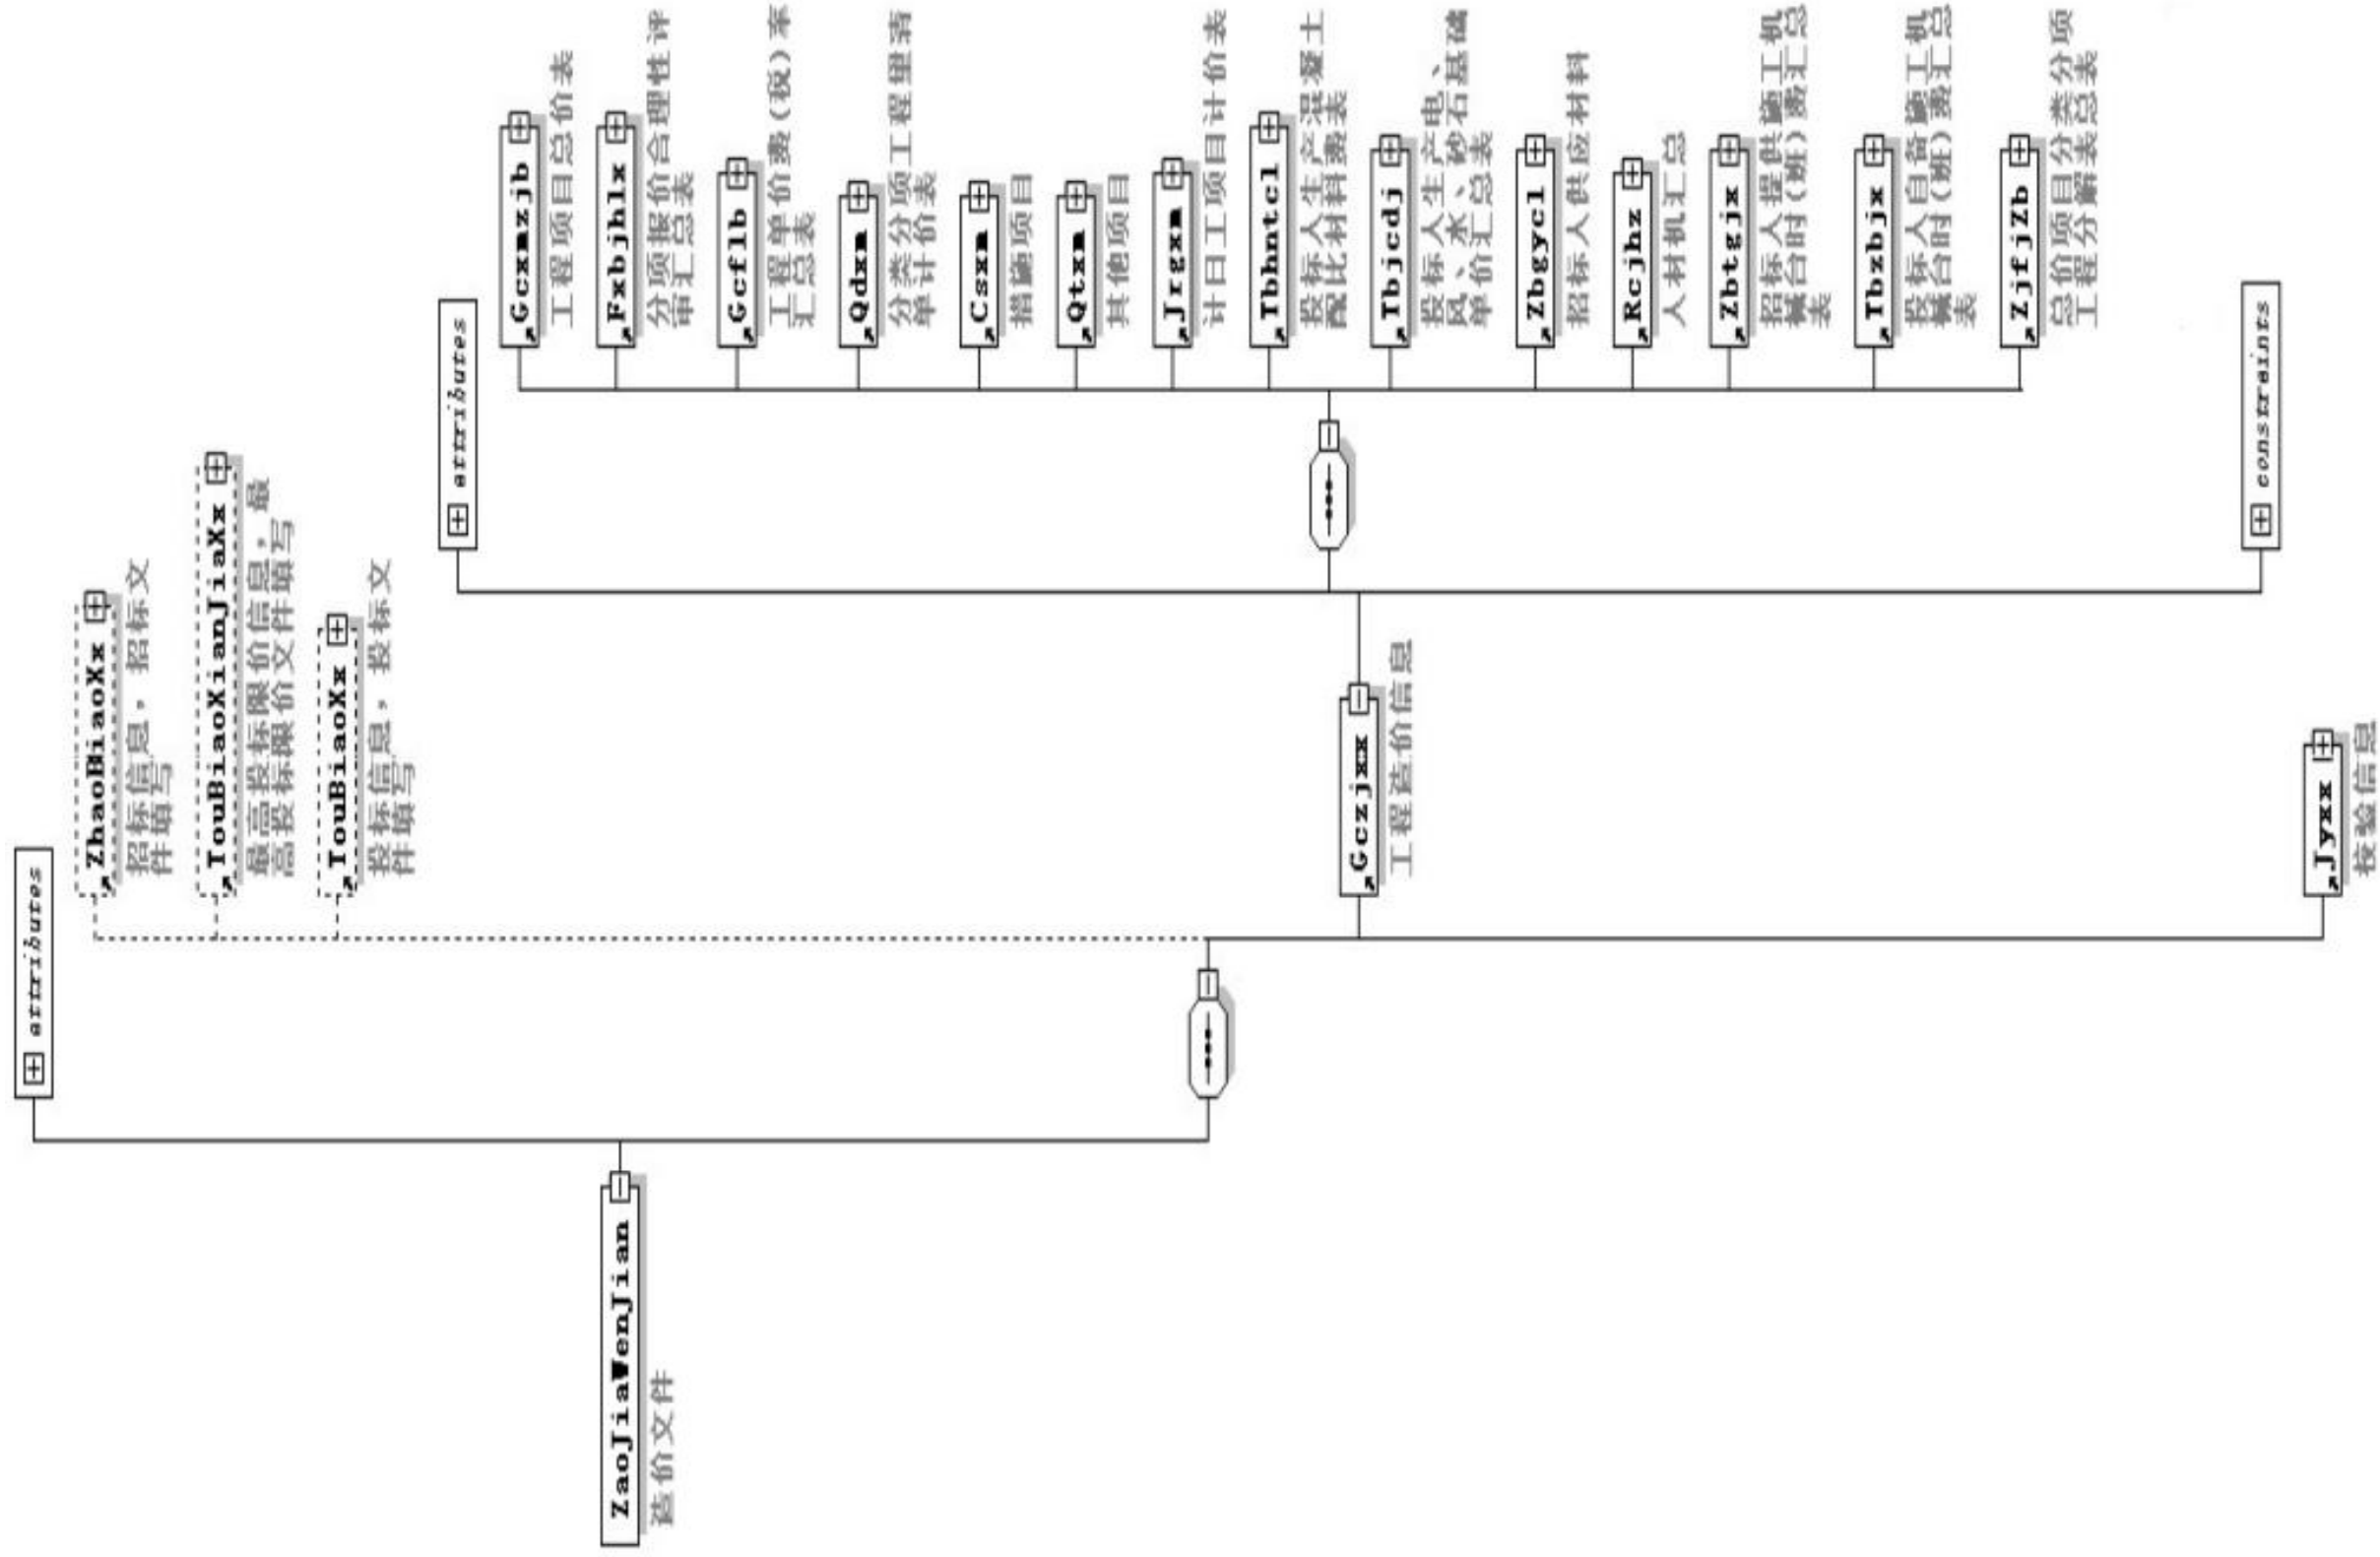 ZaoJiaWenJian
造价文件
attributes
ZhaoBiaoXx
招标信息，招标文
件填写
TouBiaoXianJiaXx
最高投标限价信息，最
高投标限价文件填写
TouBiaoXx
投标信息，投标文
件填写
Gczjxx
工程造价信息
attributes
Gcxmzjb
工程项目总价表
Fxbjhlx
分项报价合理性评
审汇总表
Gcflb
工程单价费(税)率
汇总表
Qdxm
分类分项工程量清
单计价表
Csxm
措施项目
Qtxm
其他项目
Jrgxm
计日工项目计价表
Tbhntcl
投标人生产混凝土
配比材料费表
Tbjcdj
投标人生产电、
风、水、砂石基础
单价汇总表
Zbgycl
招标人供应材料
Rcjhz
人材机汇总
Zbtgjx
招标人提供施工机
械台时(班)费汇总
表
Tbzbjx
投标人自备施工机
械台时(班)费汇总
表
ZjfjZb
总价项目分类分项
工程分解表总表
constraints
Jyxx
校验信息